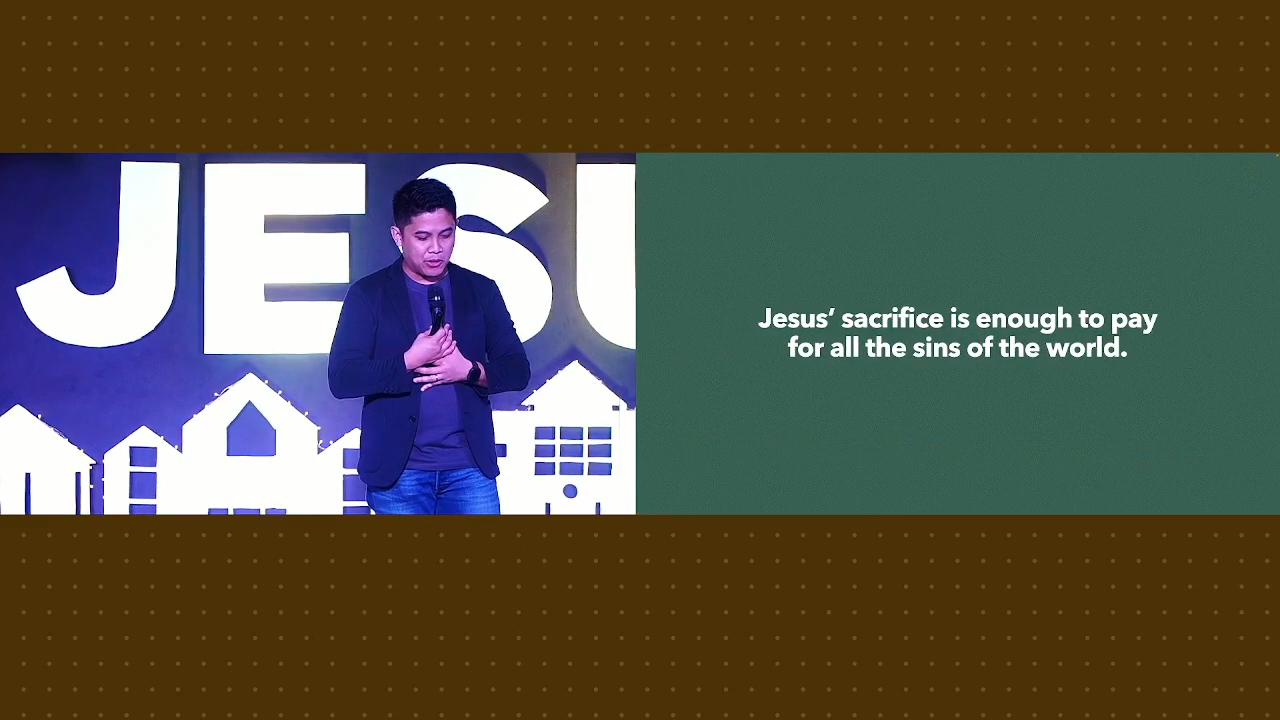 JESU
Jesus’ sacrifice is enough to pay
for all the sins of the world.